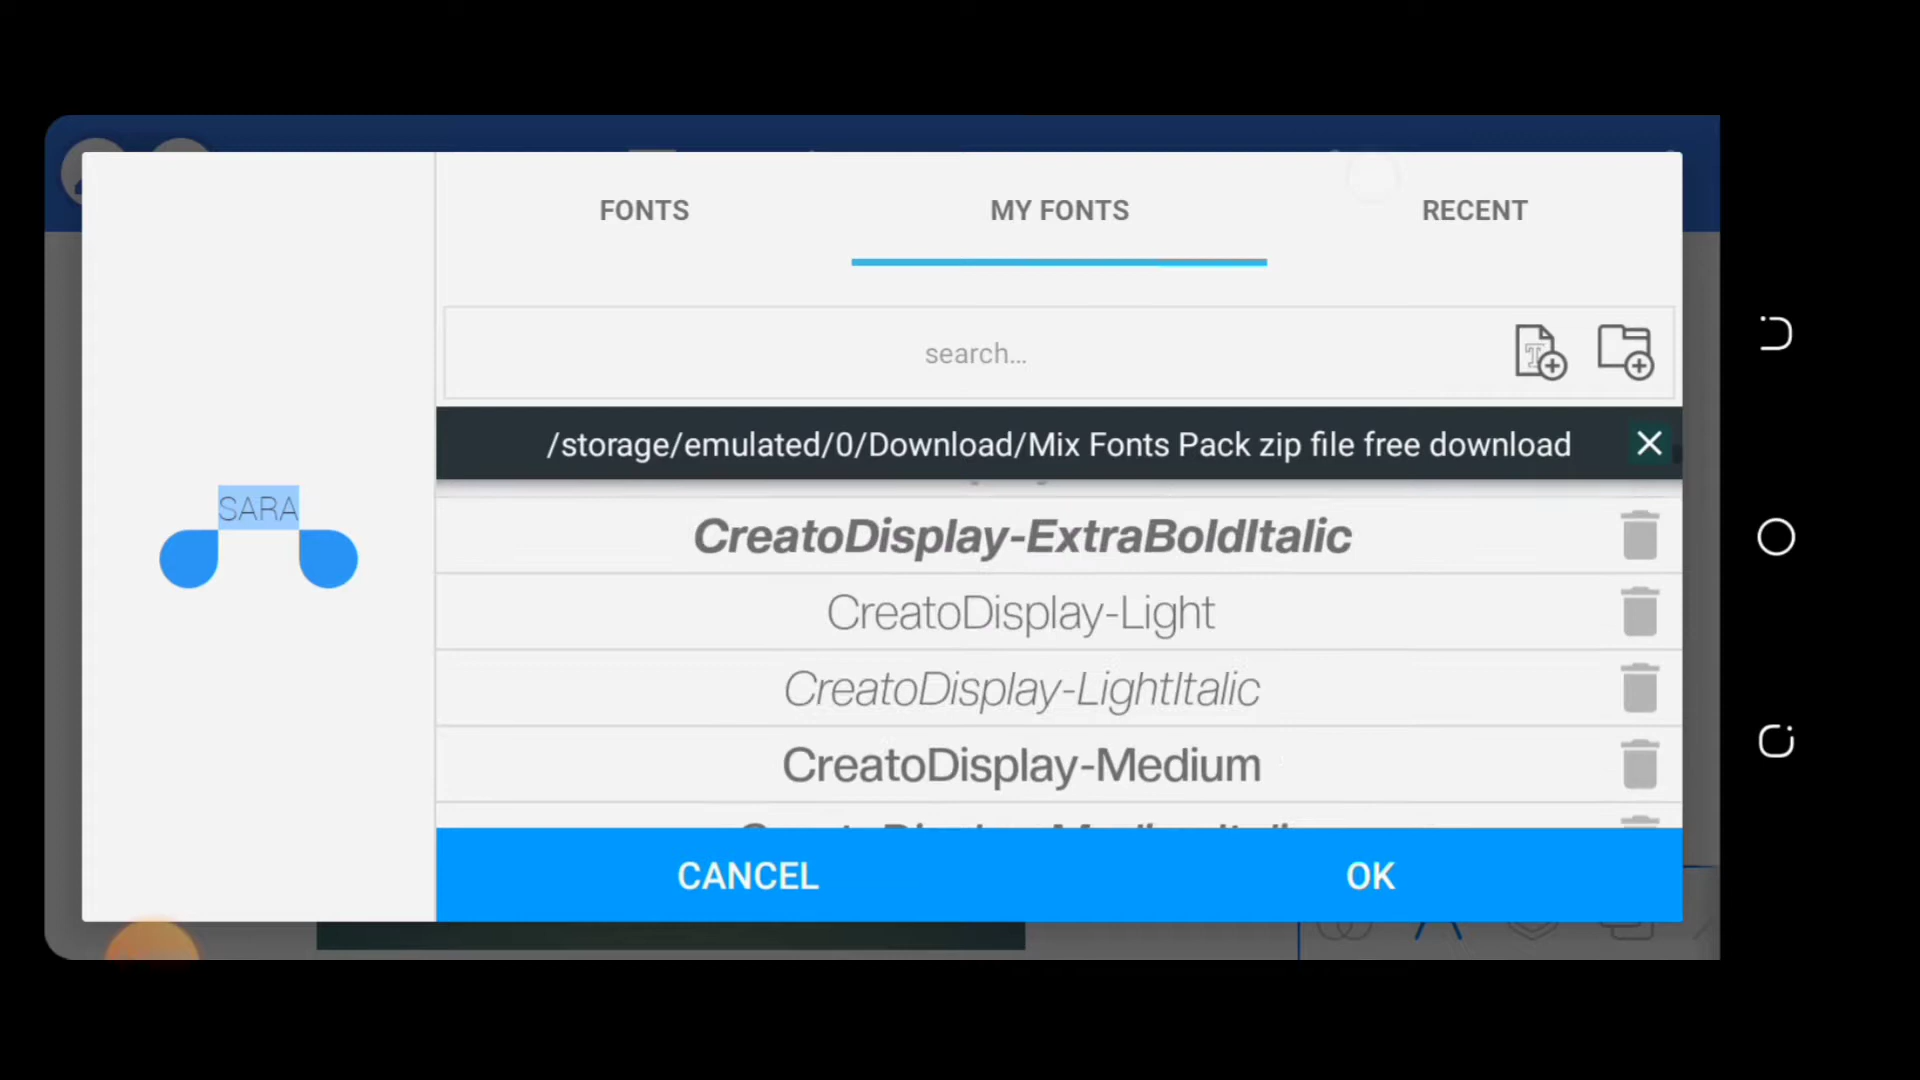 FONTS
MY FONTS
RECENT
search...
/storage/emulated/0/Download/Mix Fonts Pack zip file free download
SARA
CreatoDisplay-ExtraBoldItalic
CreatoDisplay-Light
CreatoDisplay-LightItalic
CreatoDisplay-Medium
CANCEL
OK